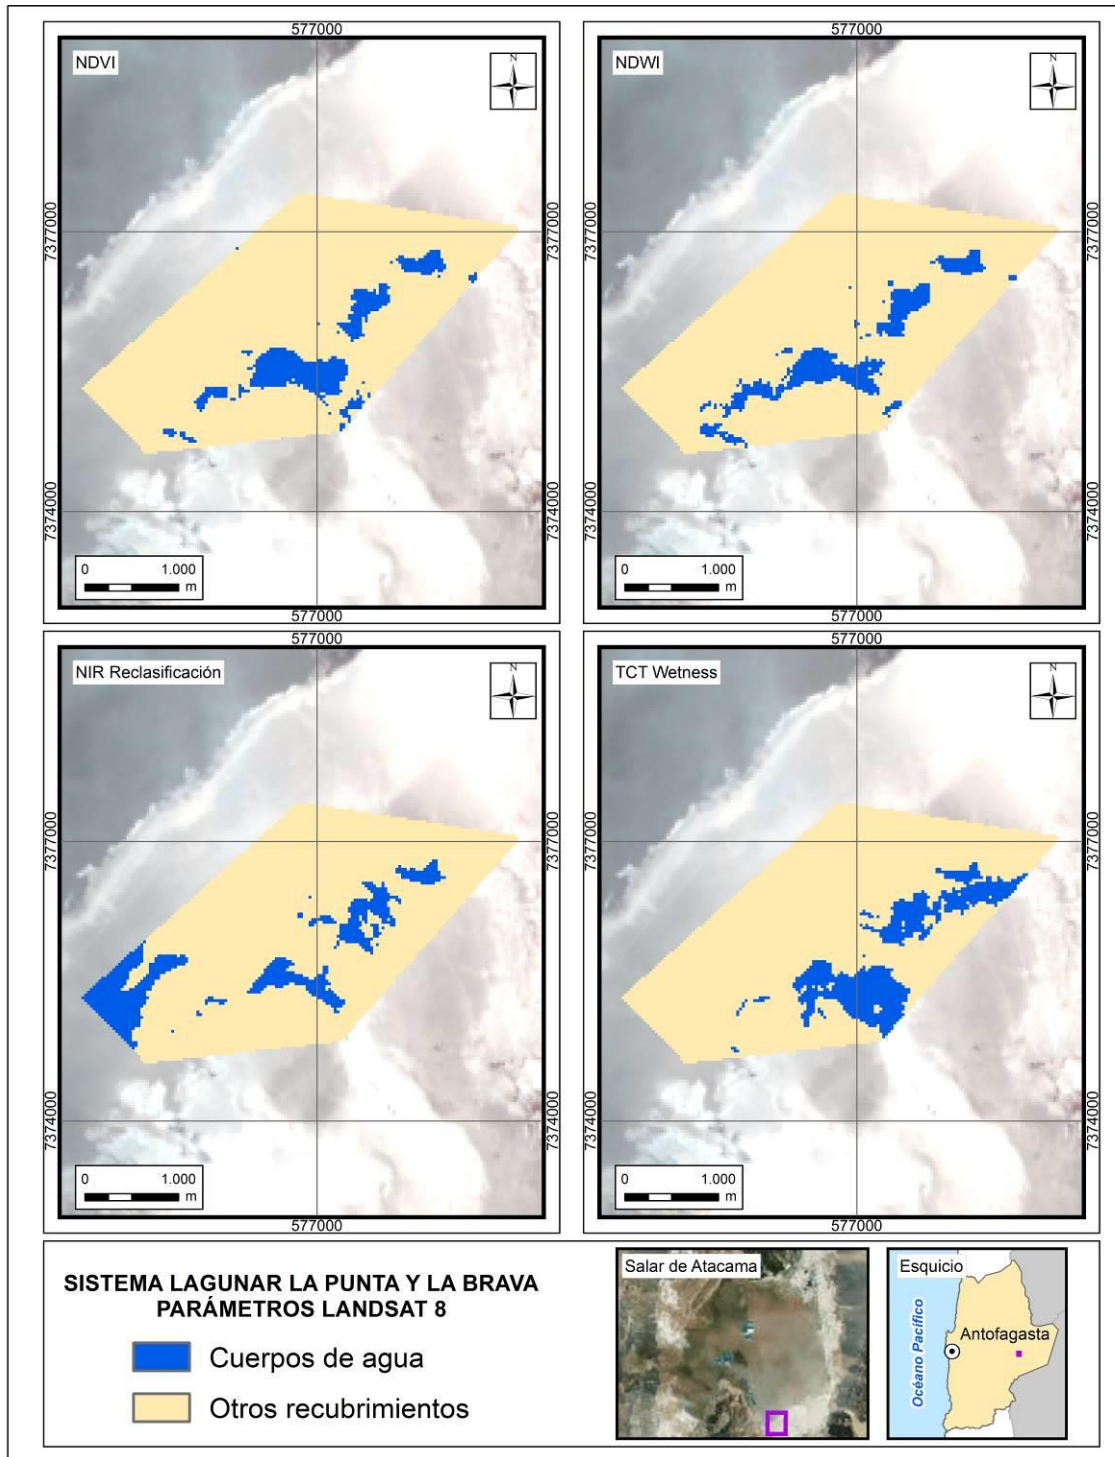 577000
577000
NDVI
N
NDWI
N
7377000
7377000
7377000
7377000
7374000
7374000
7374000
7374000
0 1.000
m
0 1.000
m
577000
577000
577000
577000
NIR Reclasificación
N
TCT Wetness
N
7377000
7377000
7377000
7377000
7374000
7374000
7374000
7374000
0 1.000
m
0 1.000
m
577000
577000
SISTEMA LAGUNAR LA PUNTA Y LA BRAVA
PARÁMETROS LANDSAT 8
Cuerpos de agua
Otros recubrimientos
Salar de Atacama
Esquicio
Océano Pacífico
Antofagasta